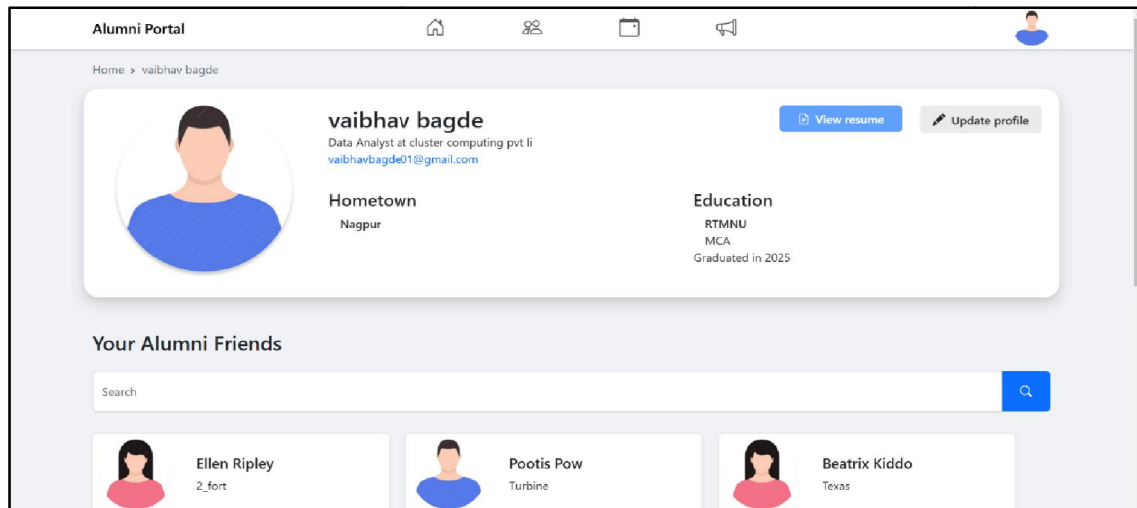 Alumni Portal
Home > vaibhav bagde
vaibhav bagde
Data Analyst at cluster computing pvt li
vaibhavbagde01@gmail.com
View resume
Update profile
Hometown
Nagpur
Education
RTMNU
MCA
Graduated in 2025
Your Alumni Friends
Search
Ellen Ripley
2_fort
Pootis Pow
Turbine
Beatrix Kiddo
Texas